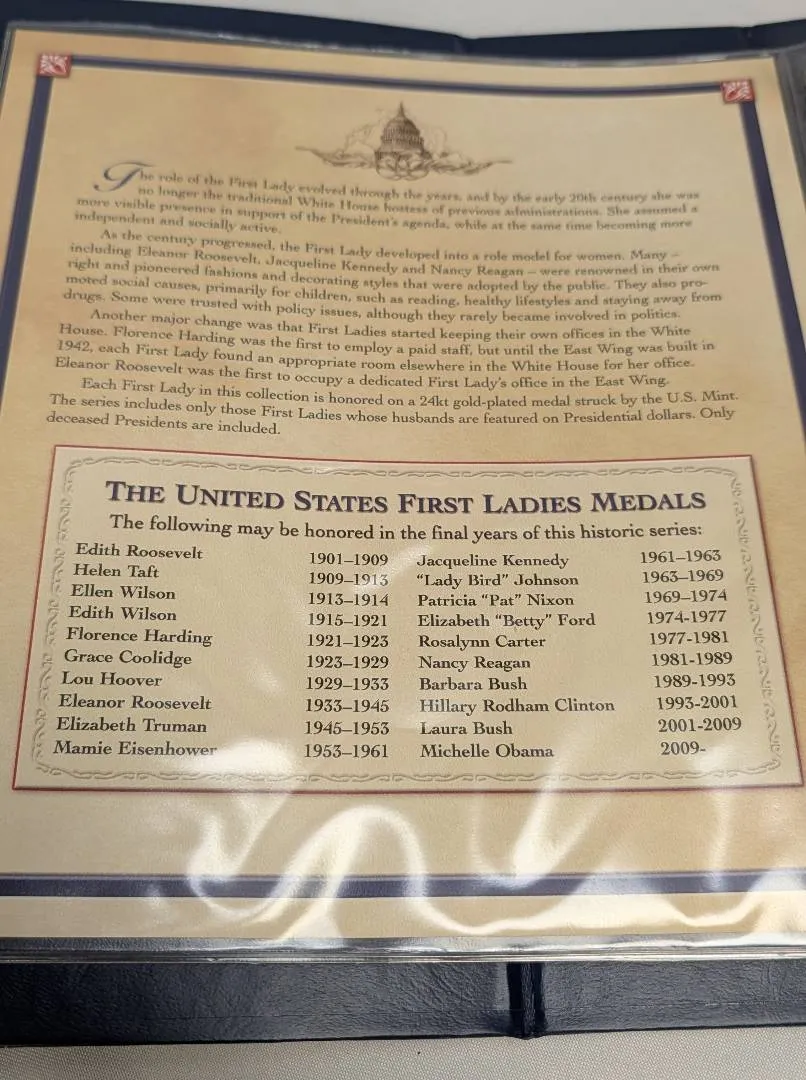 The role of the First Lady evolved through the years, and by the early 20th century she was
no longer the traditional White House hostess of previous administrations. She assumed a
more visible presence in support of the President's agenda, while at the same time becoming more
independent and socially active.
As the century progressed, the First Lady developed into a role model for women. Many –
including Eleanor Roosevelt, Jacqueline Kennedy and Nancy Reagan – were renowned in their own
right and pioneered fashions and decorating styles that were adopted by the public. They also pro-
moted social causes, primarily for children, such as reading, healthy lifestyles and staying away from
drugs. Some were trusted with policy issues, although they rarely became involved in politics.
Another major change was that First Ladies started keeping their own offices in the White
House. Florence Harding was the first to employ a paid staff, but until the East Wing was built in
1942, each First Lady found an appropriate room elsewhere in the White House for her office.
Eleanor Roosevelt was the first to occupy a dedicated First Lady's office in the East Wing.
Each First Lady in this collection is honored on a 24kt gold-plated medal struck by the U.S. Mint.
The series includes only those First Ladies whose husbands are featured on Presidential dollars. Only
deceased Presidents are included.
THE UNITED STATES FIRST LADIES MEDALS
The following may be honored in the final years of this historic series:
Edith Roosevelt 1901–1909 Jacqueline Kennedy 1961–1963
Helen Taft 1909–1913 "Lady Bird" Johnson 1963–1969
Ellen Wilson 1913–1914 Patricia "Pat" Nixon 1969–1974
Edith Wilson 1915–1921 Elizabeth "Betty" Ford 1974-1977
Florence Harding 1921–1923 Rosalynn Carter 1977-1981
Grace Coolidge 1923–1929 Nancy Reagan 1981-1989
Lou Hoover 1929–1933 Barbara Bush 1989-1993
Eleanor Roosevelt 1933–1945 Hillary Rodham Clinton 1993-2001
Elizabeth Truman 1945–1953 Laura Bush 2001-2009
Mamie Eisenhower 1953–1961 Michelle Obama 2009-